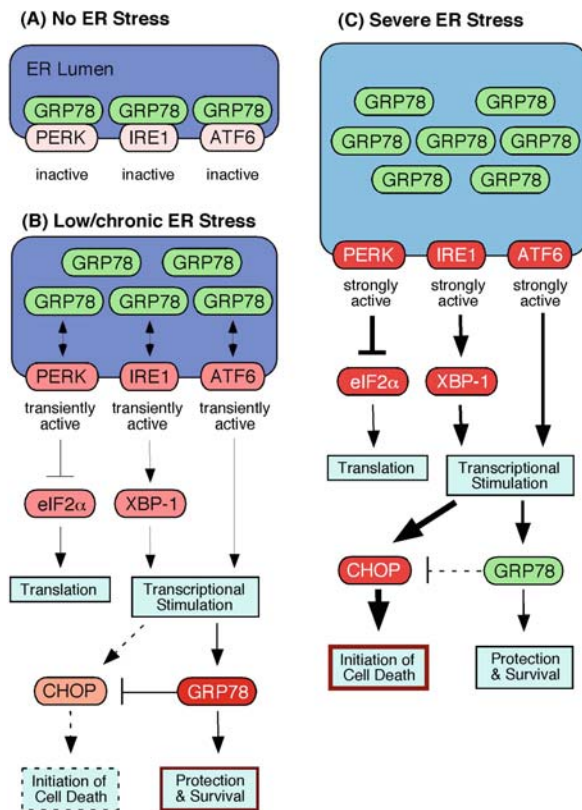 (A) No ER Stress
ER Lumen
GRP78 GRP78 GRP78
PERK IRE1 ATF6
inactive inactive inactive
(B) Low/chronic ER Stress
GRP78 GRP78
GRP78 GRP78 GRP78
PERK IRE1 ATF6
transiently active transiently active transiently active
eIF2α XBP-1
Translation Transcriptional Stimulation
CHOP GRP78
Initiation of Cell Death Protection & Survival
(C) Severe ER Stress
GRP78 GRP78
GRP78 GRP78 GRP78
GRP78 GRP78
PERK IRE1 ATF6
strongly active strongly active strongly active
eIF2α XBP-1
Translation Transcriptional Stimulation
CHOP GRP78
Initiation of Cell Death Protection & Survival